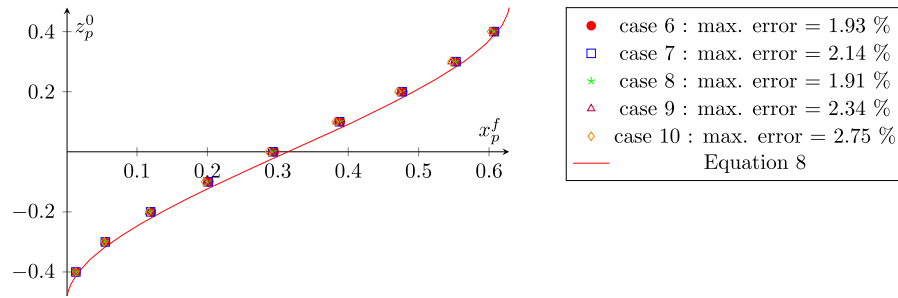 z_p^0
0.4
0.2
−0.2
−0.4
x_p^f
0.1 0.2 0.3 0.4 0.5 0.6
case 6 : max. error = 1.93 %
case 7 : max. error = 2.14 %
case 8 : max. error = 1.91 %
case 9 : max. error = 2.34 %
case 10 : max. error = 2.75 %
Equation 8